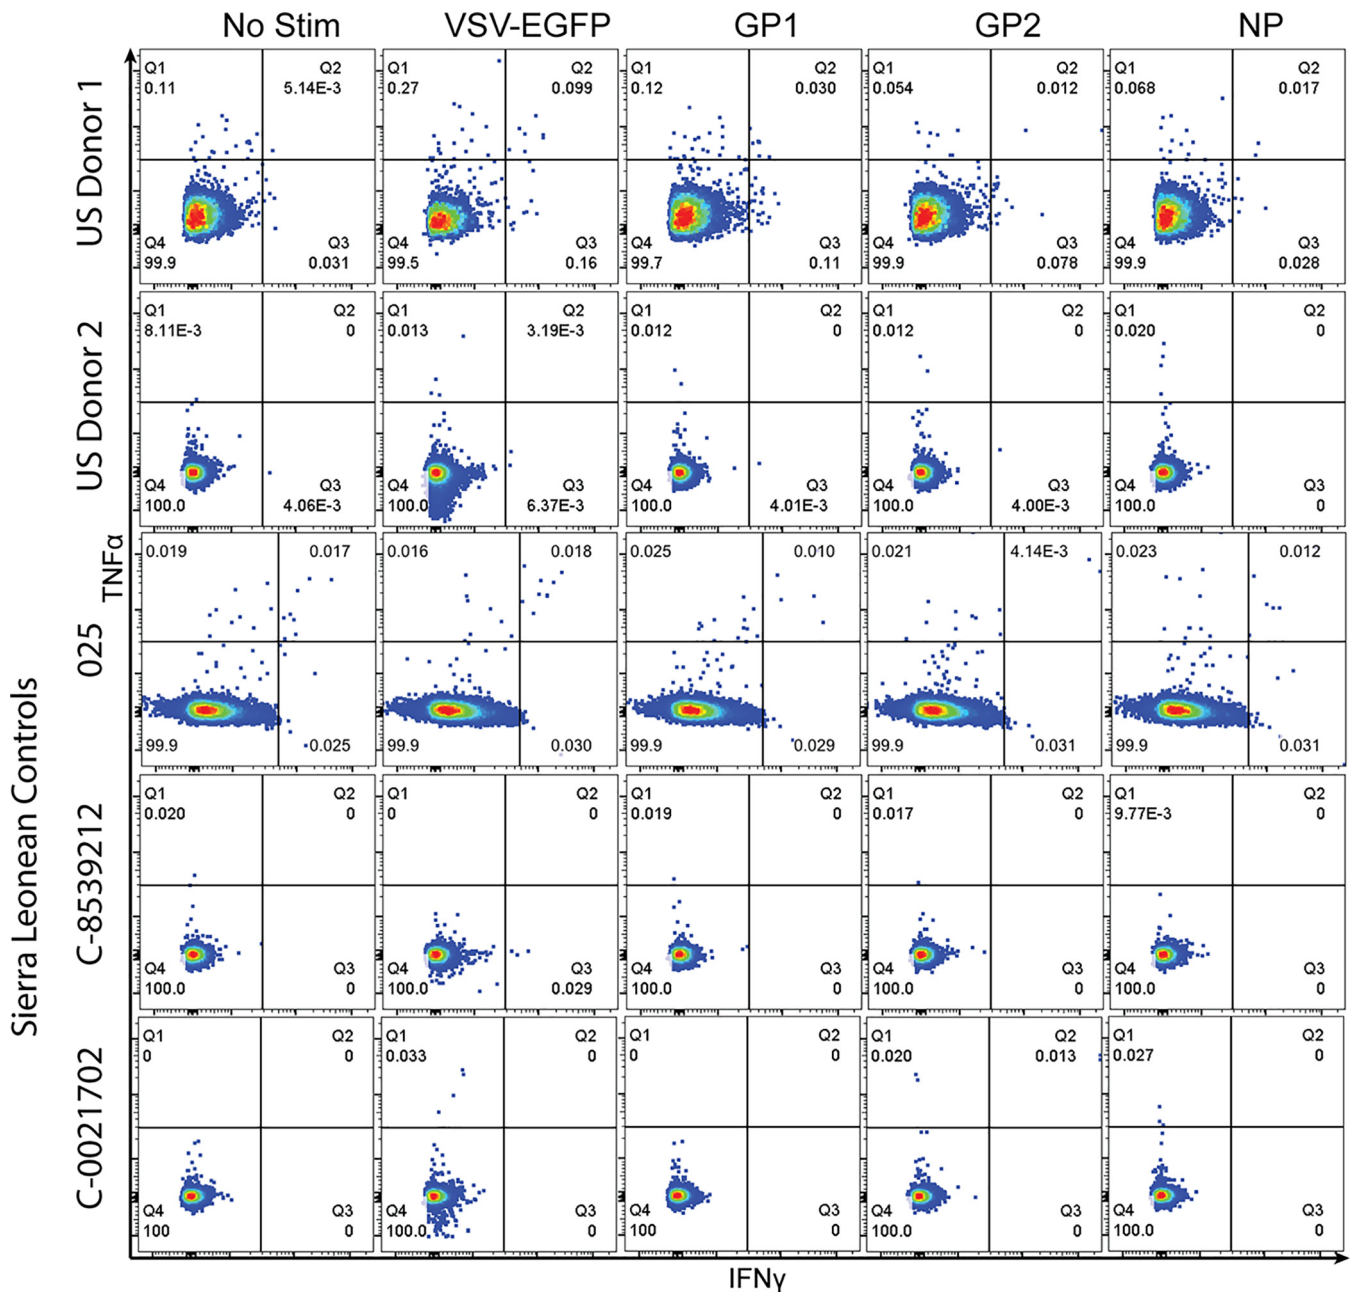 No Stim VSV-EGFP GP1 GP2 NP
US Donor 1
Q1 Q2 Q1 Q2 Q1 Q2 Q1 Q2 Q1 Q2
0.11 5.14E-3 0.27 0.099 0.12 0.030 0.054 0.012 0.068 0.017
Q4 Q3 Q4 Q3 Q4 Q3 Q4 Q3 Q4 Q3
99.9 0.031 99.5 0.16 99.7 0.11 99.9 0.078 99.9 0.028
US Donor 2
Q1 Q2 Q1 Q2 Q1 Q2 Q1 Q2 Q1 Q2
8.11E-3 0 0.013 3.19E-3 0.012 0 0.012 0 0.020 0
Q4 Q3 Q4 Q3 Q4 Q3 Q4 Q3 Q4 Q3
100.0 4.06E-3 100.0 6.37E-3 100.0 4.01E-3 100.0 4.00E-3 100.0 0
TNFα
Sierra Leonean Controls
025
0.019 0.017 0.016 0.018 0.025 0.010 0.021 4.14E-3 0.023 0.012
99.9 0.025 99.9 0.030 99.9 0.029 99.9 0.031 99.9 0.031
C-8539212
Q1 Q2 Q1 Q2 Q1 Q2 Q1 Q2 Q1 Q2
0.020 0 0 0 0.019 0 0.017 0 9.77E-3 0
Q4 Q3 Q4 Q3 Q4 Q3 Q4 Q3 Q4 Q3
100.0 0 100.0 0.029 100.0 0 100.0 0 100.0 0
C-0021702
Q1 Q2 Q1 Q2 Q1 Q2 Q1 Q2 Q1 Q2
0 0 0.033 0 0 0 0.020 0.013 0.027 0
Q4 Q3 Q4 Q3 Q4 Q3 Q4 Q3 Q4 Q3
100 0 100.0 0 100 0 100.0 0 100.0 0
IFNγ